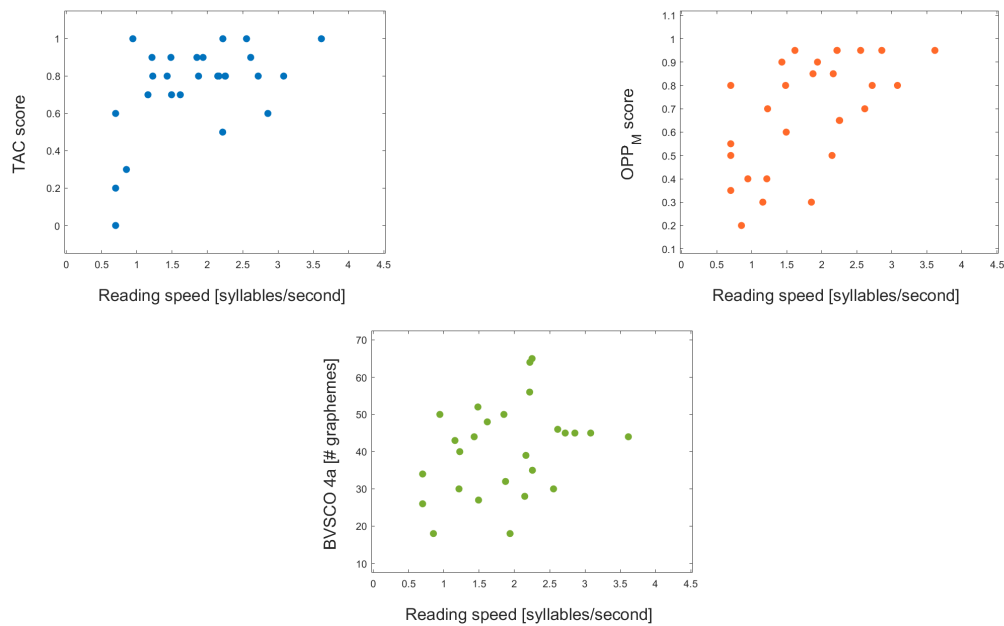 TAC score
1
0.8
0.6
0.4
0.2
0
0 0.5 1 1.5 2 2.5 3 3.5 4 4.5
Reading speed [syllables/second]
OPP_M score
1.1
1
0.9
0.8
0.7
0.6
0.5
0.4
0.3
0.2
0.1
0 0.5 1 1.5 2 2.5 3 3.5 4 4.5
Reading speed [syllables/second]
BVSCO 4a [# graphemes]
70
60
50
40
30
20
10
0 0.5 1 1.5 2 2.5 3 3.5 4 4.5
Reading speed [syllables/second]